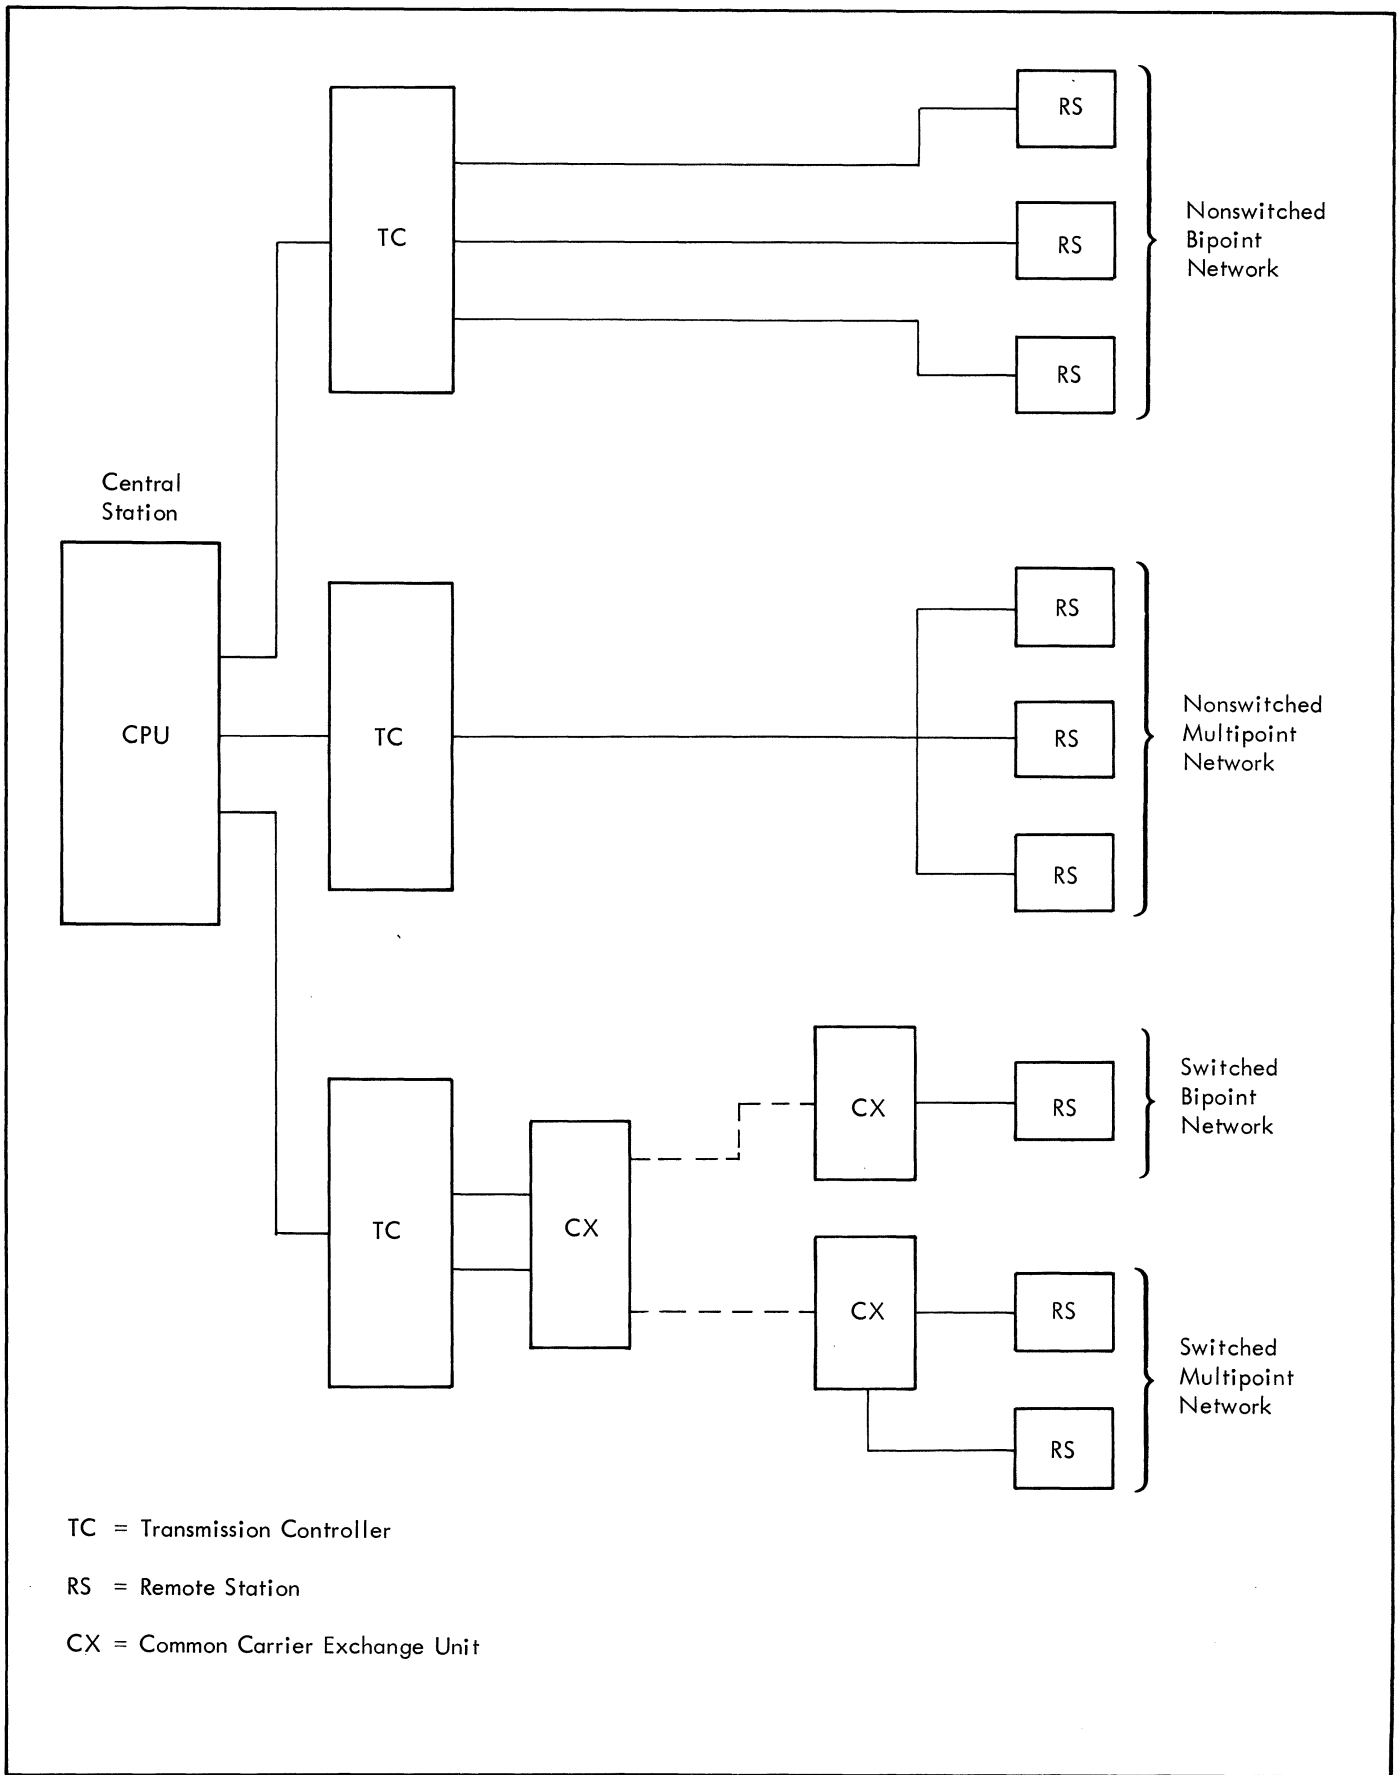 RS
TC
RS
Nonswitched
Bipoint
Network
RS
Central
Station
CPU
TC
RS
RS
RS
Nonswitched
Multipoint
Network
TC
CX
CX
RS
Switched
Bipoint
Network
CX
RS
RS
Switched
Multipoint
Network
TC = Transmission Controller
RS = Remote Station
CX = Common Carrier Exchange Unit